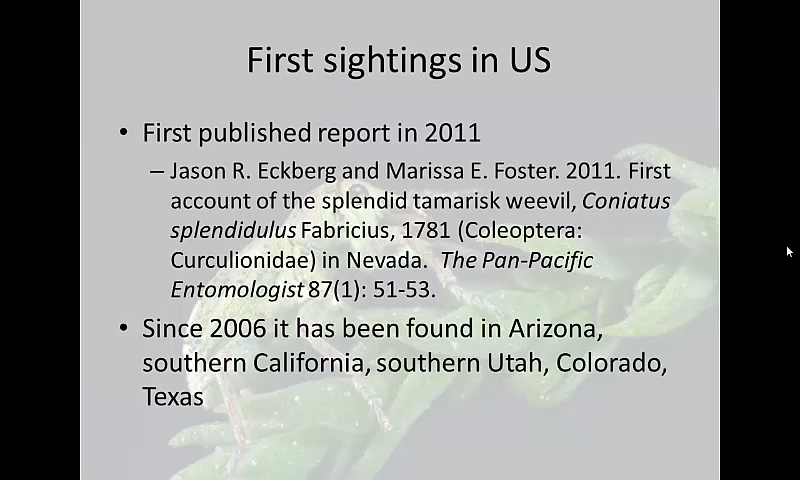 First sightings in US
• First published report in 2011
– Jason R. Eckberg and Marissa E. Foster. 2011. First
account of the splendid tamarisk weevil, Coniatus
splendidulus Fabricius, 1781 (Coleoptera:
Curculionidae) in Nevada. The Pan-Pacific
Entomologist 87(1): 51-53.
• Since 2006 it has been found in Arizona,
southern California, southern Utah, Colorado,
Texas